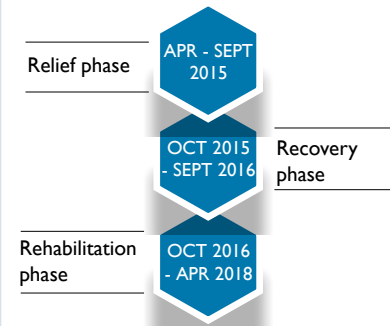 Relief phase
APR - SEPT
2015
OCT 2015
- SEPT 2016
Recovery
phase
Rehabilitation
phase
OCT 2016
- APR 2018